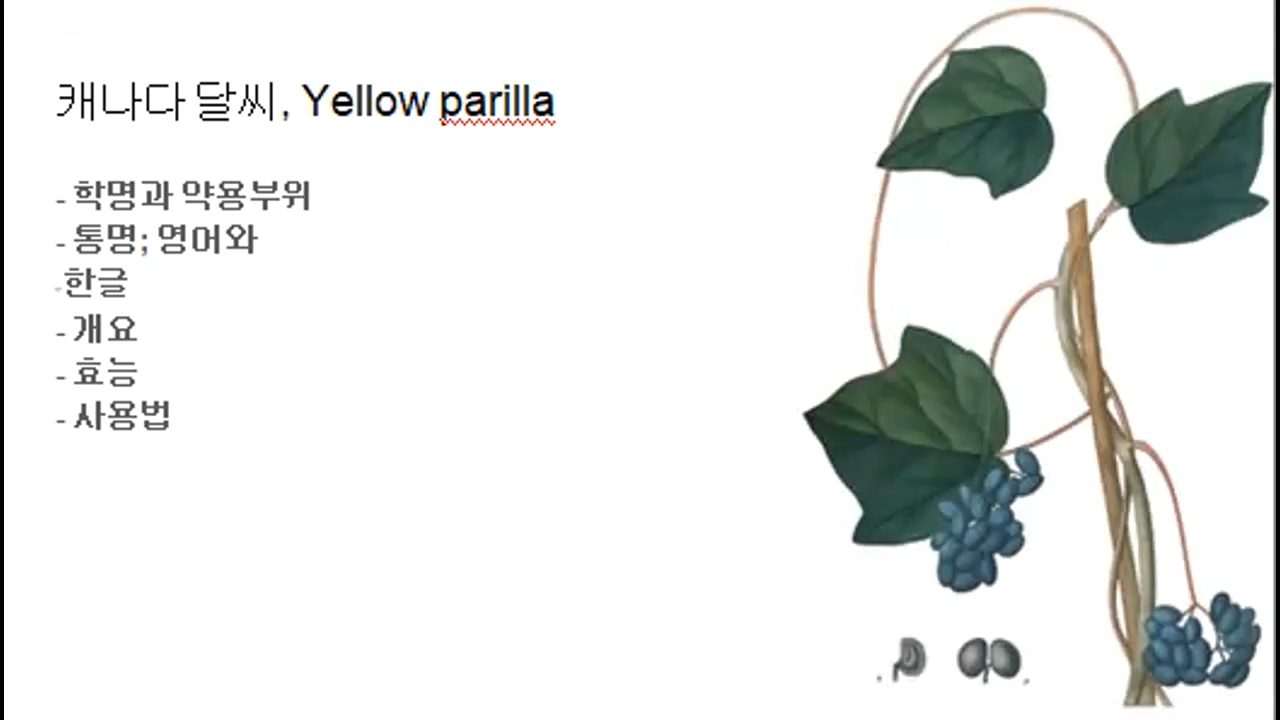 캐나다 달씨, Yellow parilla
- 학명과 약용부위
- 통명; 영어와
-한글
- 개요
- 효능
- 사용법